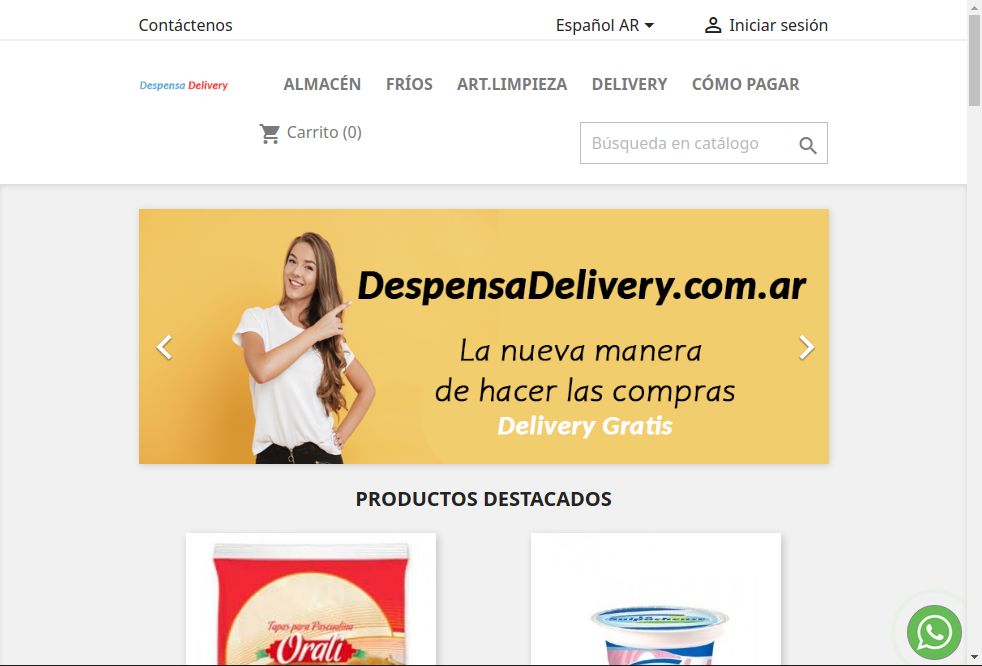 Contáctenos
Español AR
Iniciar sesión
Despensa Delivery
ALMACÉN
FRÍOS
ART.LIMPIEZA
DELIVERY
CÓMO PAGAR
Carrito (0)
Búsqueda en catálogo
DespensaDelivery.com.ar
La nueva manera
de hacer las compras
Delivery Gratis
PRODUCTOS DESTACADOS
Tapas para Pascualina
Orali